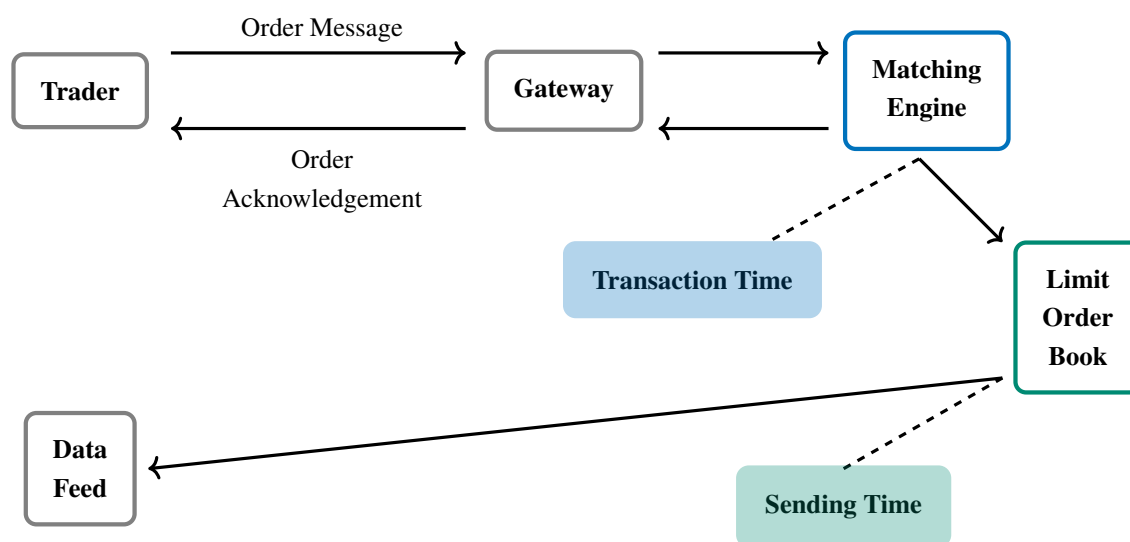 Order Message
Trader
Gateway
Matching
Engine
Order
Acknowledgement
Transaction Time
Limit
Order
Book
Data
Feed
Sending Time